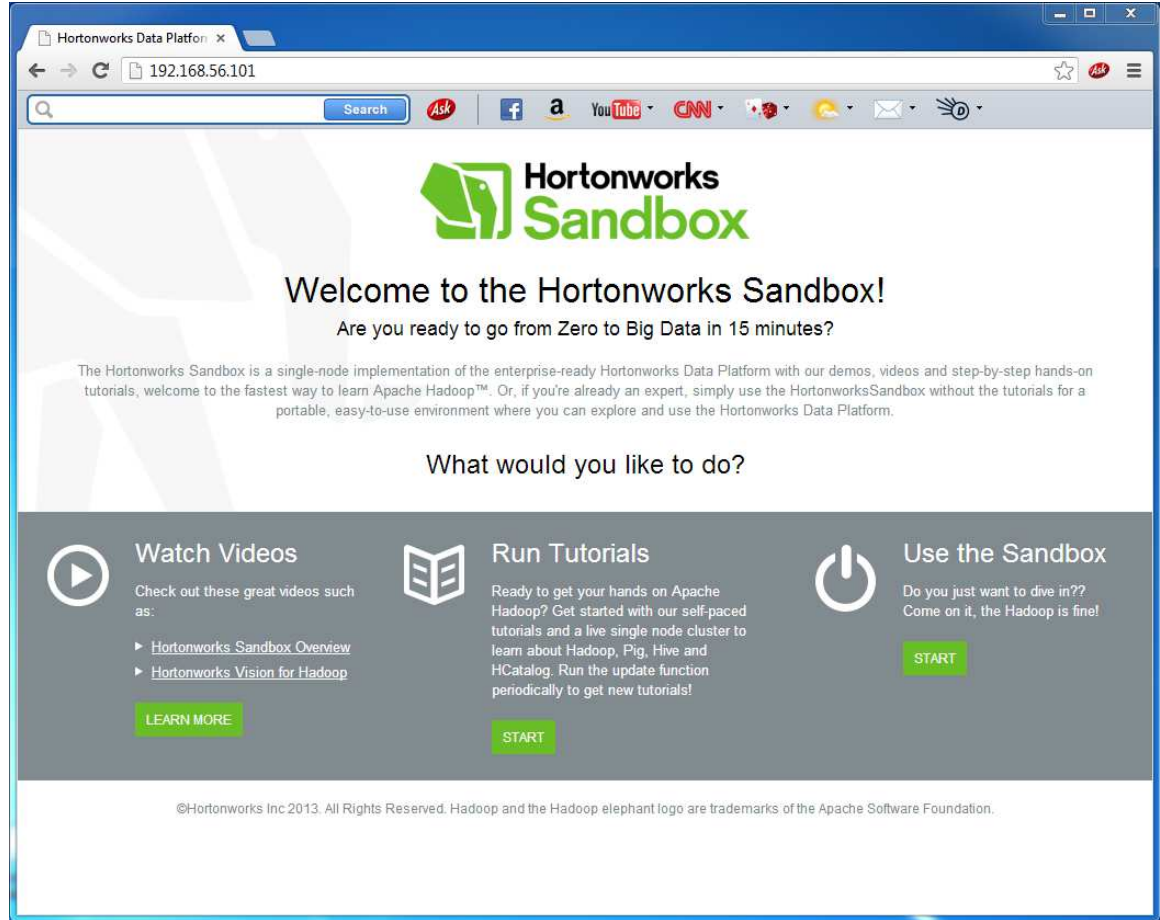 Hortonworks Data Platforn
192.168.56.101
Ask
Search
Ask
f
a
YouTube
CNN
D
Hortonworks
Sandbox
Welcome to the Hortonworks Sandbox!
Are you ready to go from Zero to Big Data in 15 minutes?
The Hortonworks Sandbox is a single-node implementation of the enterprise-ready Hortonworks Data Platform with our demos, videos and step-by-step hands-on
tutorials, welcome to the fastest way to learn Apache Hadoop™. Or, if you're already an expert, simply use the HortonworksSandbox without the tutorials for a
portable, easy-to-use environment where you can explore and use the Hortonworks Data Platform.
What would you like to do?
Watch Videos
Check out these great videos such
as:
Hortonworks Sandbox Overview
Hortonworks Vision for Hadoop
LEARN MORE
Run Tutorials
Ready to get your hands on Apache
Hadoop? Get started with our self-paced
tutorials and a live single node cluster to
learn about Hadoop, Pig, Hive and
HCatalog. Run the update function
periodically to get new tutorials!
START
Use the Sandbox
Do you just want to dive in??
Come on it, the Hadoop is fine!
START
©Hortonworks Inc 2013. All Rights Reserved. Hadoop and the Hadoop elephant logo are trademarks of the Apache Software Foundation.